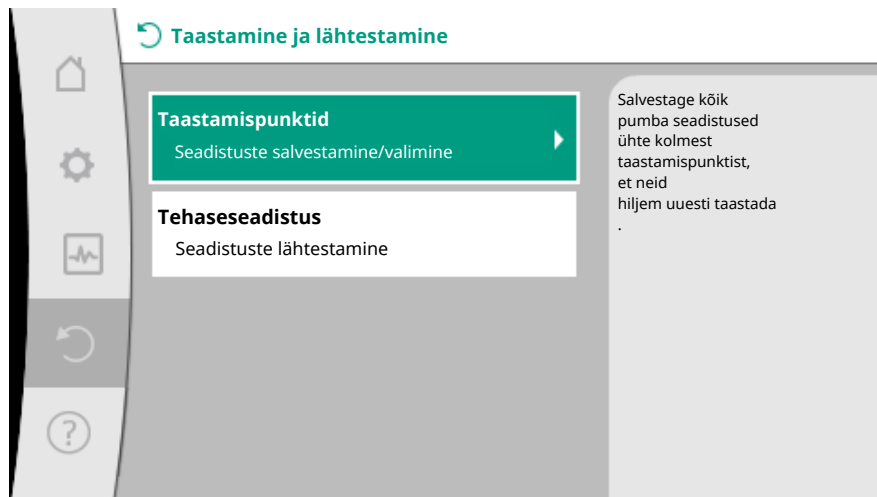 Taastamine ja lähtestamine
Taastamispunktid
Seadistuste salvestamine/valimine
Tehaseseadistus
Seadistuste lähtestamine
Salvestage kõik
pumba seadistused
ühte kolmest
taastamispunktist,
et neid
hiljem uuesti taastada
.
?